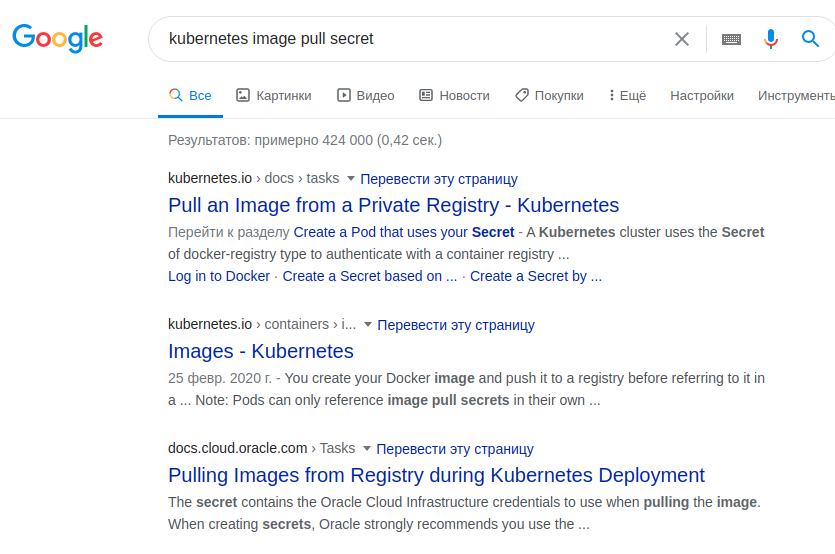 Google
kubernetes image pull secret
Все Картинки Видео Новости Покупки Ещё Настройки Инструменты
Результатов: примерно 424 000 (0,42 сек.)
kubernetes.io › docs › tasks Перевести эту страницу
Pull an Image from a Private Registry - Kubernetes
Перейти к разделу Create a Pod that uses your Secret - A Kubernetes cluster uses the Secret
of docker-registry type to authenticate with a container registry ...
Log in to Docker · Create a Secret based on ... · Create a Secret by ...
kubernetes.io › containers › i... Перевести эту страницу
Images - Kubernetes
25 февр. 2020 г. - You create your Docker image and push it to a registry before referring to it in
a ... Note: Pods can only reference image pull secrets in their own ...
docs.cloud.oracle.com › Tasks Перевести эту страницу
Pulling Images from Registry during Kubernetes Deployment
The secret contains the Oracle Cloud Infrastructure credentials to use when pulling the image.
When creating secrets, Oracle strongly recommends you use the ...